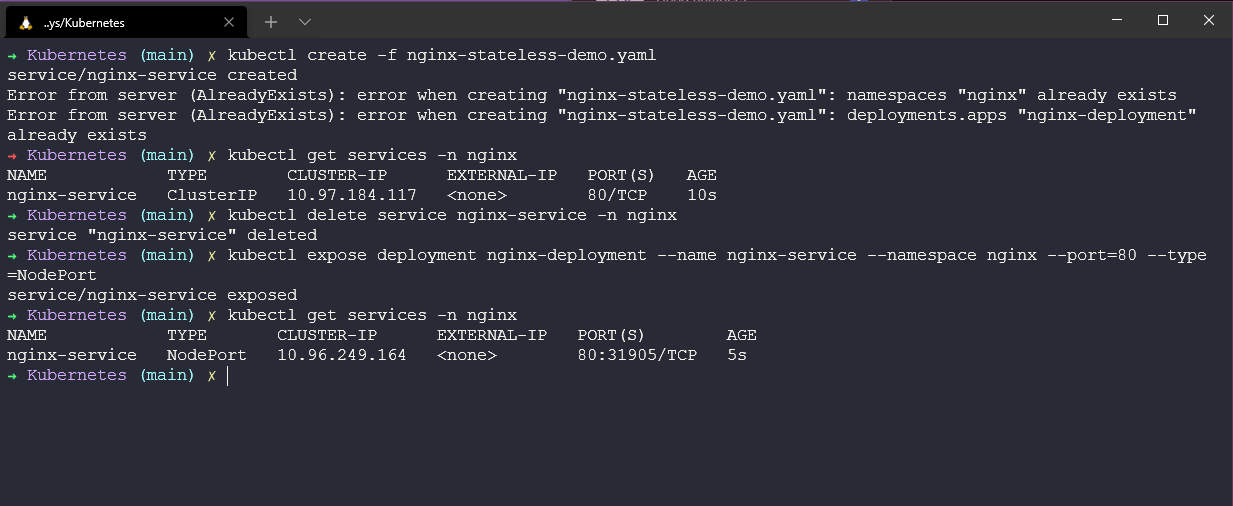 ..ys/Kubernetes
→ Kubernetes (main) ✗ kubectl create -f nginx-stateless-demo.yaml
service/nginx-service created
Error from server (AlreadyExists): error when creating "nginx-stateless-demo.yaml": namespaces "nginx" already exists
Error from server (AlreadyExists): error when creating "nginx-stateless-demo.yaml": deployments.apps "nginx-deployment"
already exists
→ Kubernetes (main) ✗ kubectl get services -n nginx
NAME            TYPE        CLUSTER-IP      EXTERNAL-IP   PORT(S)   AGE
nginx-service   ClusterIP   10.97.184.117   <none>        80/TCP    10s
→ Kubernetes (main) ✗ kubectl delete service nginx-service -n nginx
service "nginx-service" deleted
→ Kubernetes (main) ✗ kubectl expose deployment nginx-deployment --name nginx-service --namespace nginx --port=80 --type
=NodePort
service/nginx-service exposed
→ Kubernetes (main) ✗ kubectl get services -n nginx
NAME            TYPE       CLUSTER-IP      EXTERNAL-IP   PORT(S)        AGE
nginx-service   NodePort   10.96.249.164   <none>        80:31905/TCP   5s
→ Kubernetes (main) ✗